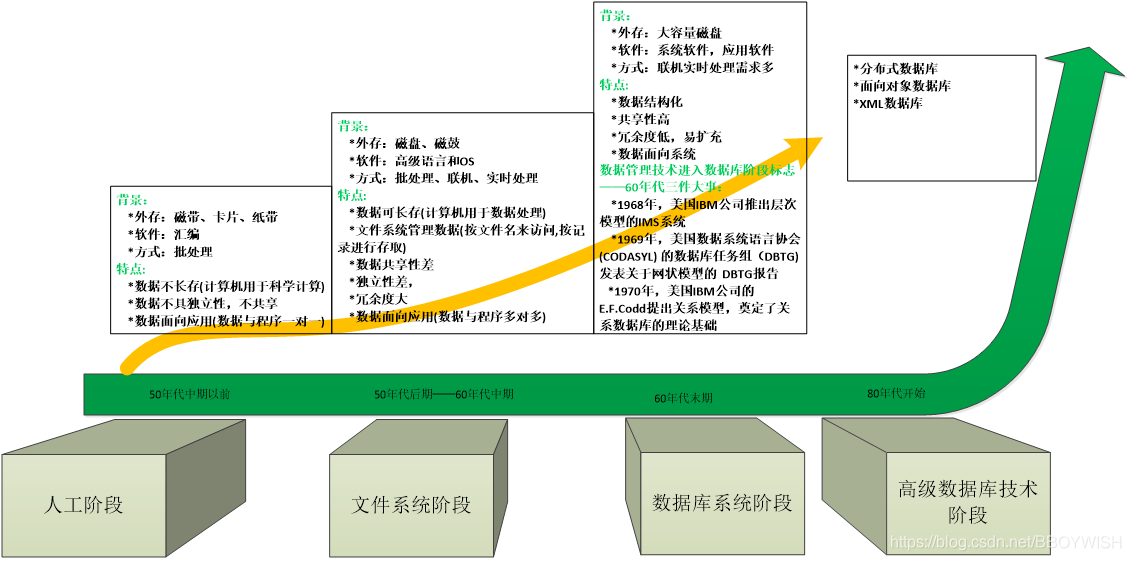 背景:
*外存：磁带、卡片、纸带
*软件：汇编
*方式：批处理
特点:
*数据不长存(计算机用于科学计算)
*数据不具独立性，不共享
*数据面向应用(数据与程序一对一)
背景:
*外存：磁盘、磁鼓
*软件：高级语言和OS
*方式：批处理、联机、实时处理
特点:
*数据可长存(计算机用于数据处理)
*文件系统管理数据(按文件名来访问,按记
录进行存取)
*数据共享性差
*独立性差，
*冗余度大
*数据面向应用(数据与程序多对多)
背景:
*外存：大容量磁盘
*软件：系统软件，应用软件
*方式：联机实时处理需求多
特点:
*数据结构化
*共享性高
*冗余度低，易扩充
*数据面向系统
数据管理技术进入数据库阶段标志
——60年代三件大事:
*1968年，美国IBM公司推出层次
模型的IMS系统
*1969年，美国数据系统语言协会
(CODASYL) 的数据库任务组（DBTG)
发表关于网状模型的 DBTG报告
*1970年，美国IBM公司的
E.F.Codd提出关系模型，奠定了关
系数据库的理论基础
*分布式数据库
*面向对象数据库
*XML数据库
50年代中期以前
50年代后期——60年代中期
60年代末期
80年代开始
人工阶段
文件系统阶段
数据库系统阶段
高级数据库技术
阶段
https://blog.csdn.net/BBOYWISH